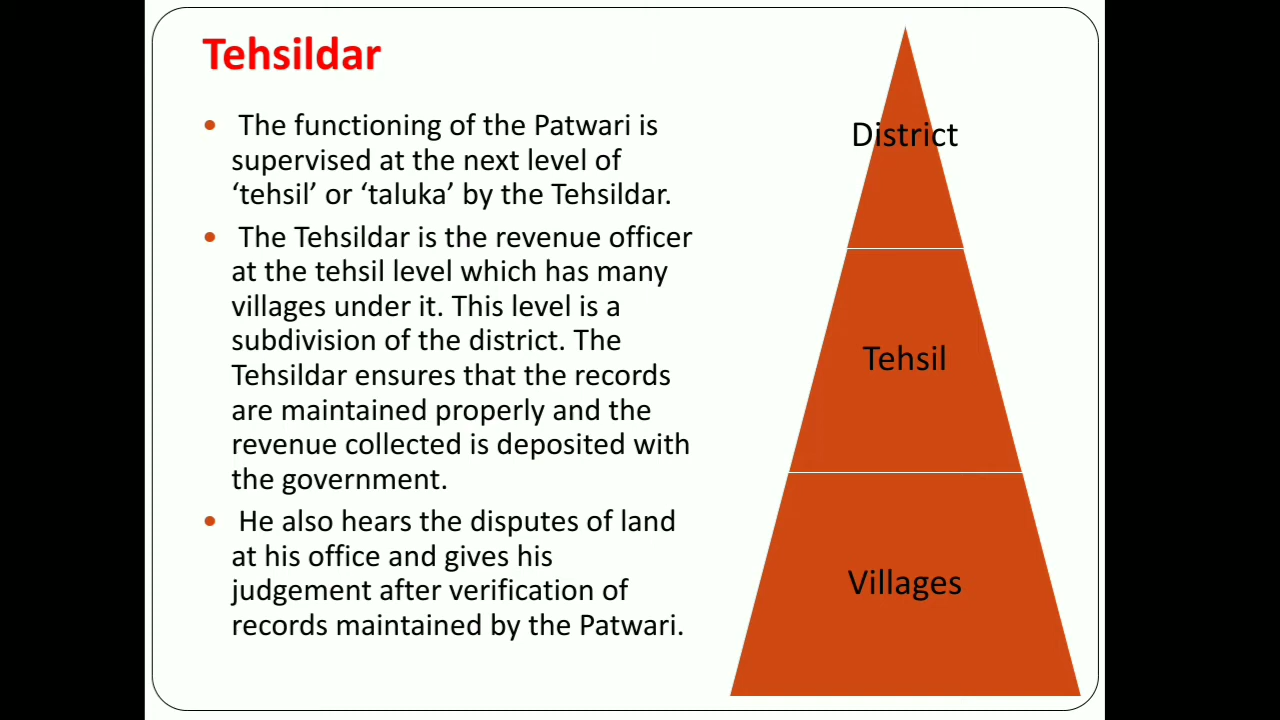 Tehsildar
• The functioning of the Patwari is
supervised at the next level of
‘tehsil’ or ‘taluka’ by the Tehsildar.
• The Tehsildar is the revenue officer
at the tehsil level which has many
villages under it. This level is a
subdivision of the district. The
Tehsildar ensures that the records
are maintained properly and the
revenue collected is deposited with
the government.
• He also hears the disputes of land
at his office and gives his
judgement after verification of
records maintained by the Patwari.
District
Tehsil
Villages